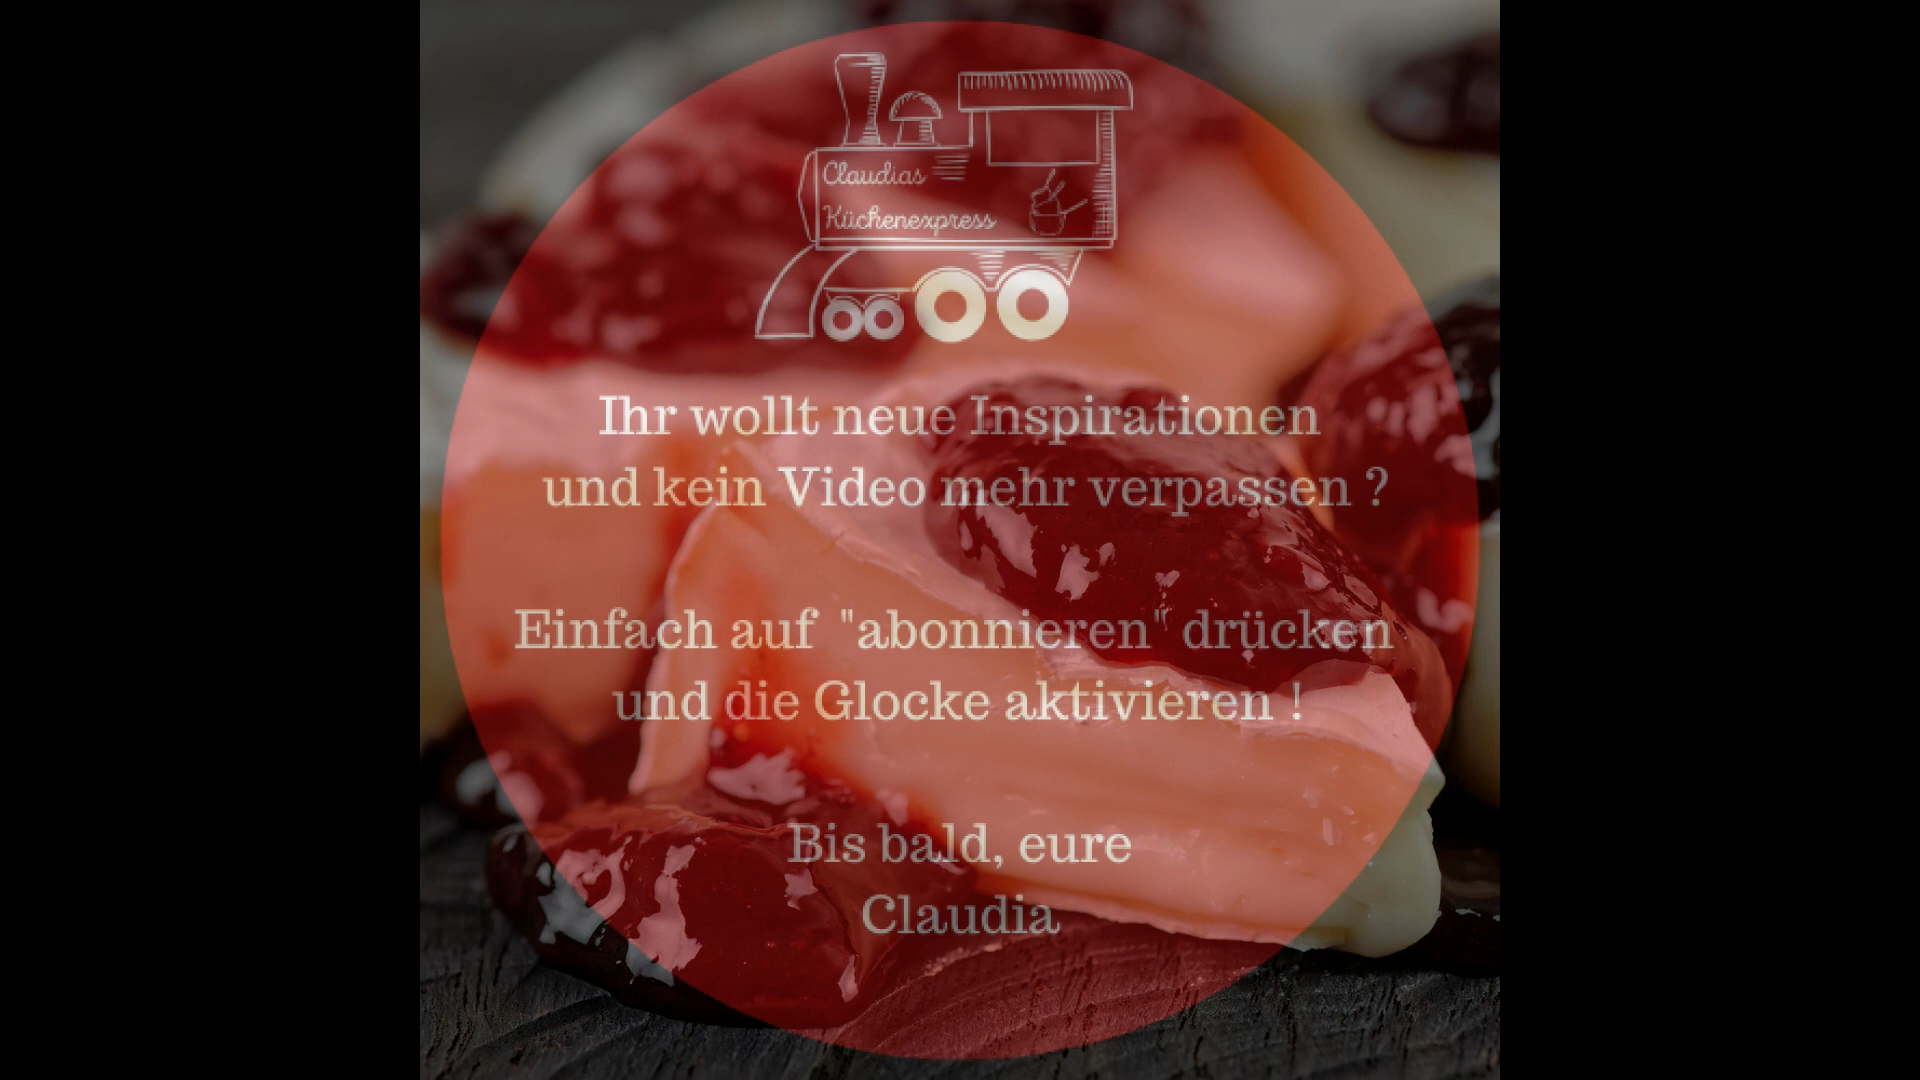 Claudias
Küchenexpress
Ihr wollt neue Inspirationen
und kein Video mehr verpassen ?
Einfach auf "abonnieren" drücken
und die Glocke aktivieren !
Bis bald, eure
Claudia